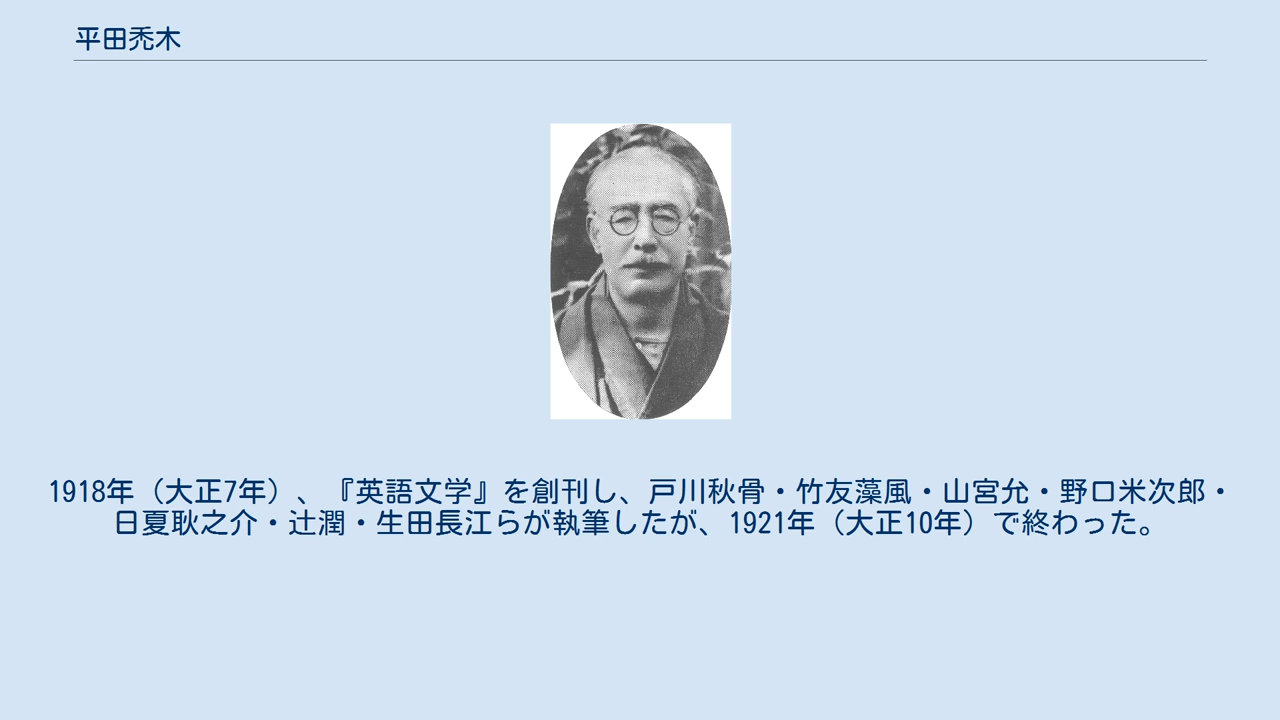 平田禿木
1918年（大正7年）、『英語文学』を創刊し、戸川秋骨・竹友藻風・山宮允・野口米次郎・
日夏耿之介・辻潤・生田長江らが執筆したが、1921年（大正10年）で終わった。